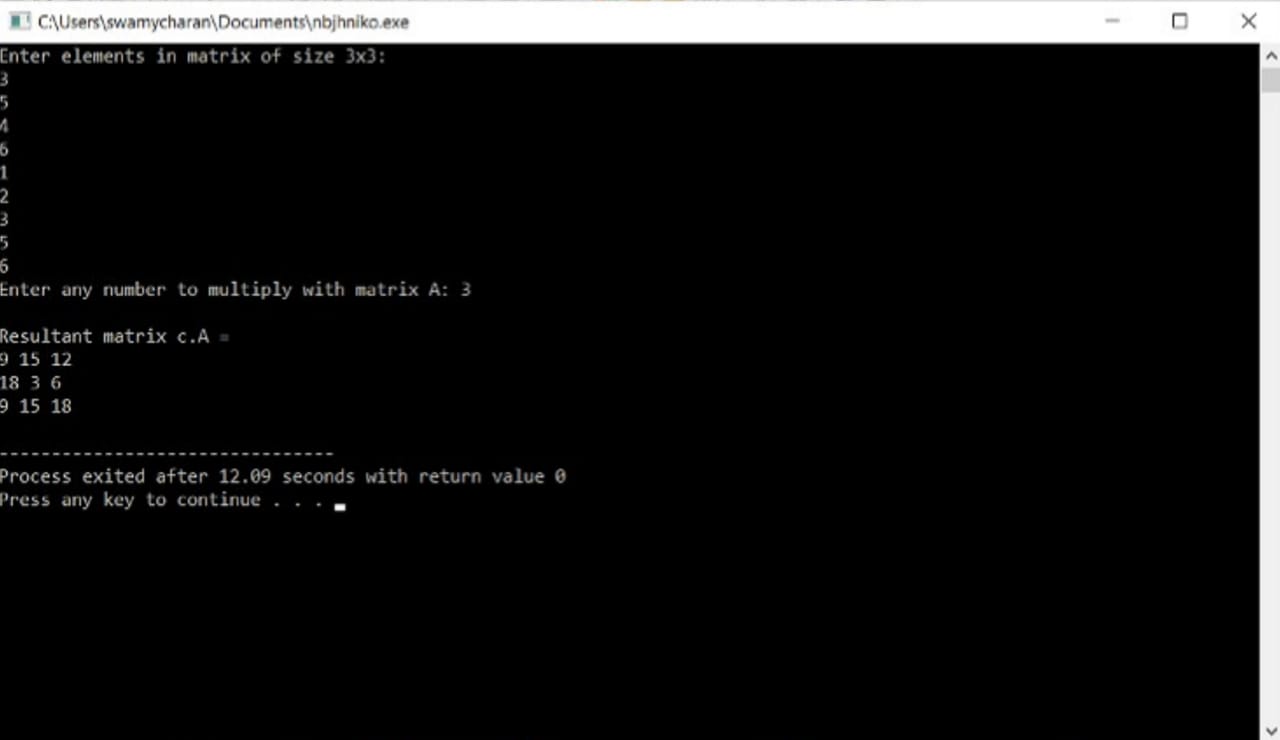 C:\Users\swamycharan\Documents\nbjhniko.exe
Enter elements in matrix of size 3x3:
3
5
4
6
1
2
3
5
6
Enter any number to multiply with matrix A: 3
Resultant matrix c.A =
9 15 12
18 3 6
9 15 18
--------------------------------
Process exited after 12.09 seconds with return value 0
Press any key to continue . . .